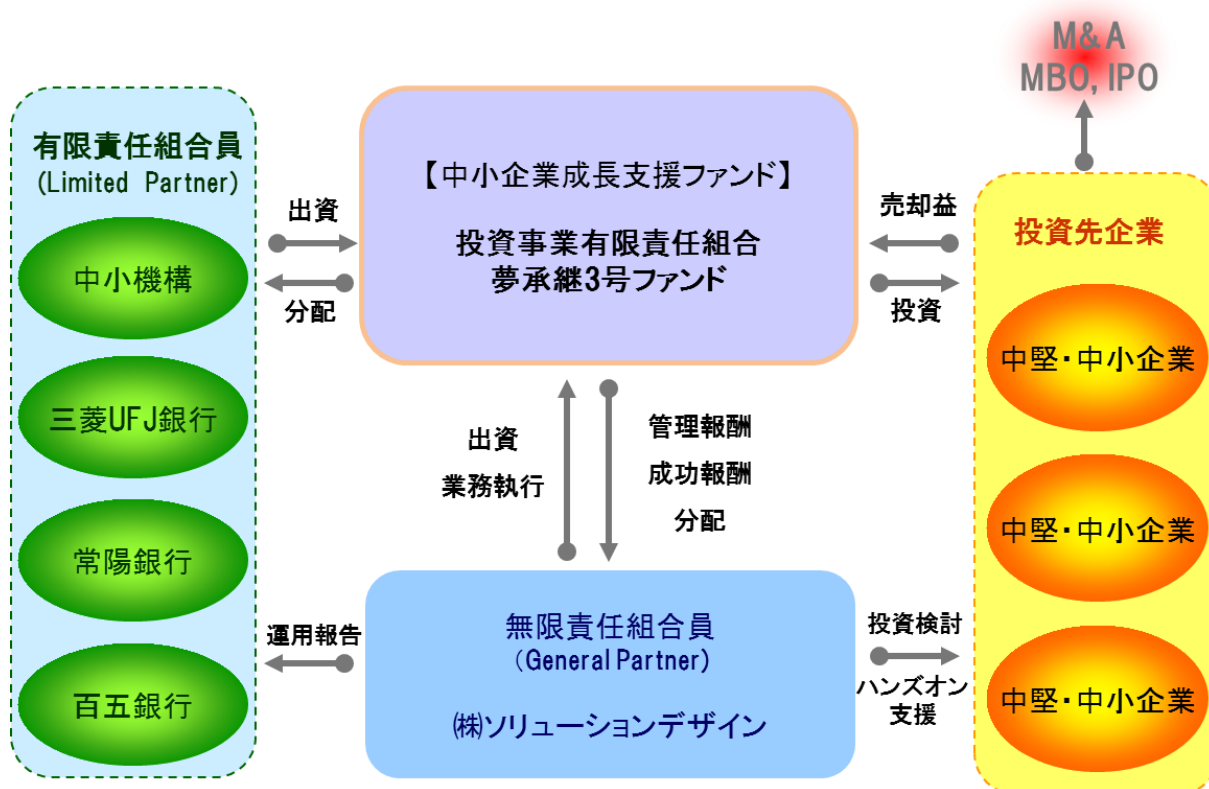 M&A
MBO, IPO
有限責任組合員
(Limited Partner)
中小機構
三菱UFJ銀行
常陽銀行
百五銀行
出資
分配
【中小企業成長支援ファンド】
投資事業有限責任組合
夢承継3号ファンド
売却益
投資
投資先企業
中堅・中小企業
中堅・中小企業
中堅・中小企業
出資
業務執行
管理報酬
成功報酬
分配
運用報告
無限責任組合員
(General Partner)
㈱ソリューションデザイン
投資検討
ハンズオン
支援